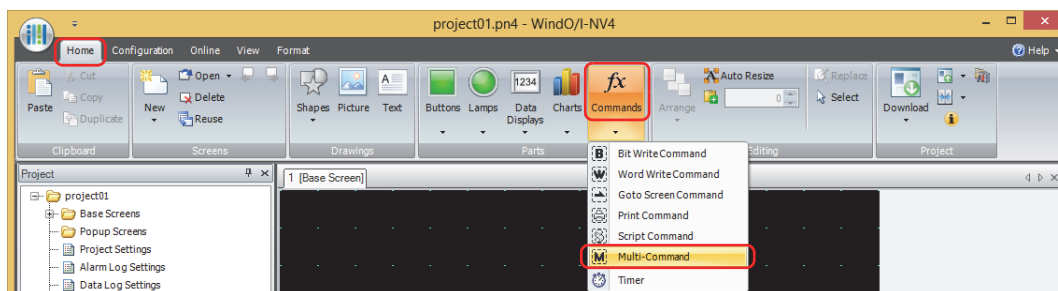 project01.pn4 - WindO/I-NV4
Home Configuration Online View Format Help
Cut Open Delete Reuse Auto Resize Replace
Copy 0 Select
Paste Duplicate New Shapes Picture Text Buttons Lamps Data Displays Charts Commands Arrange Download
Clipboard Screens Drawings Parts Editing Project
Project
1 [Base Screen]
project01
Base Screens
Popup Screens
Project Settings
Alarm Log Settings
Data Log Settings
Bit Write Command
Word Write Command
Goto Screen Command
Print Command
Script Command
Multi-Command
Timer